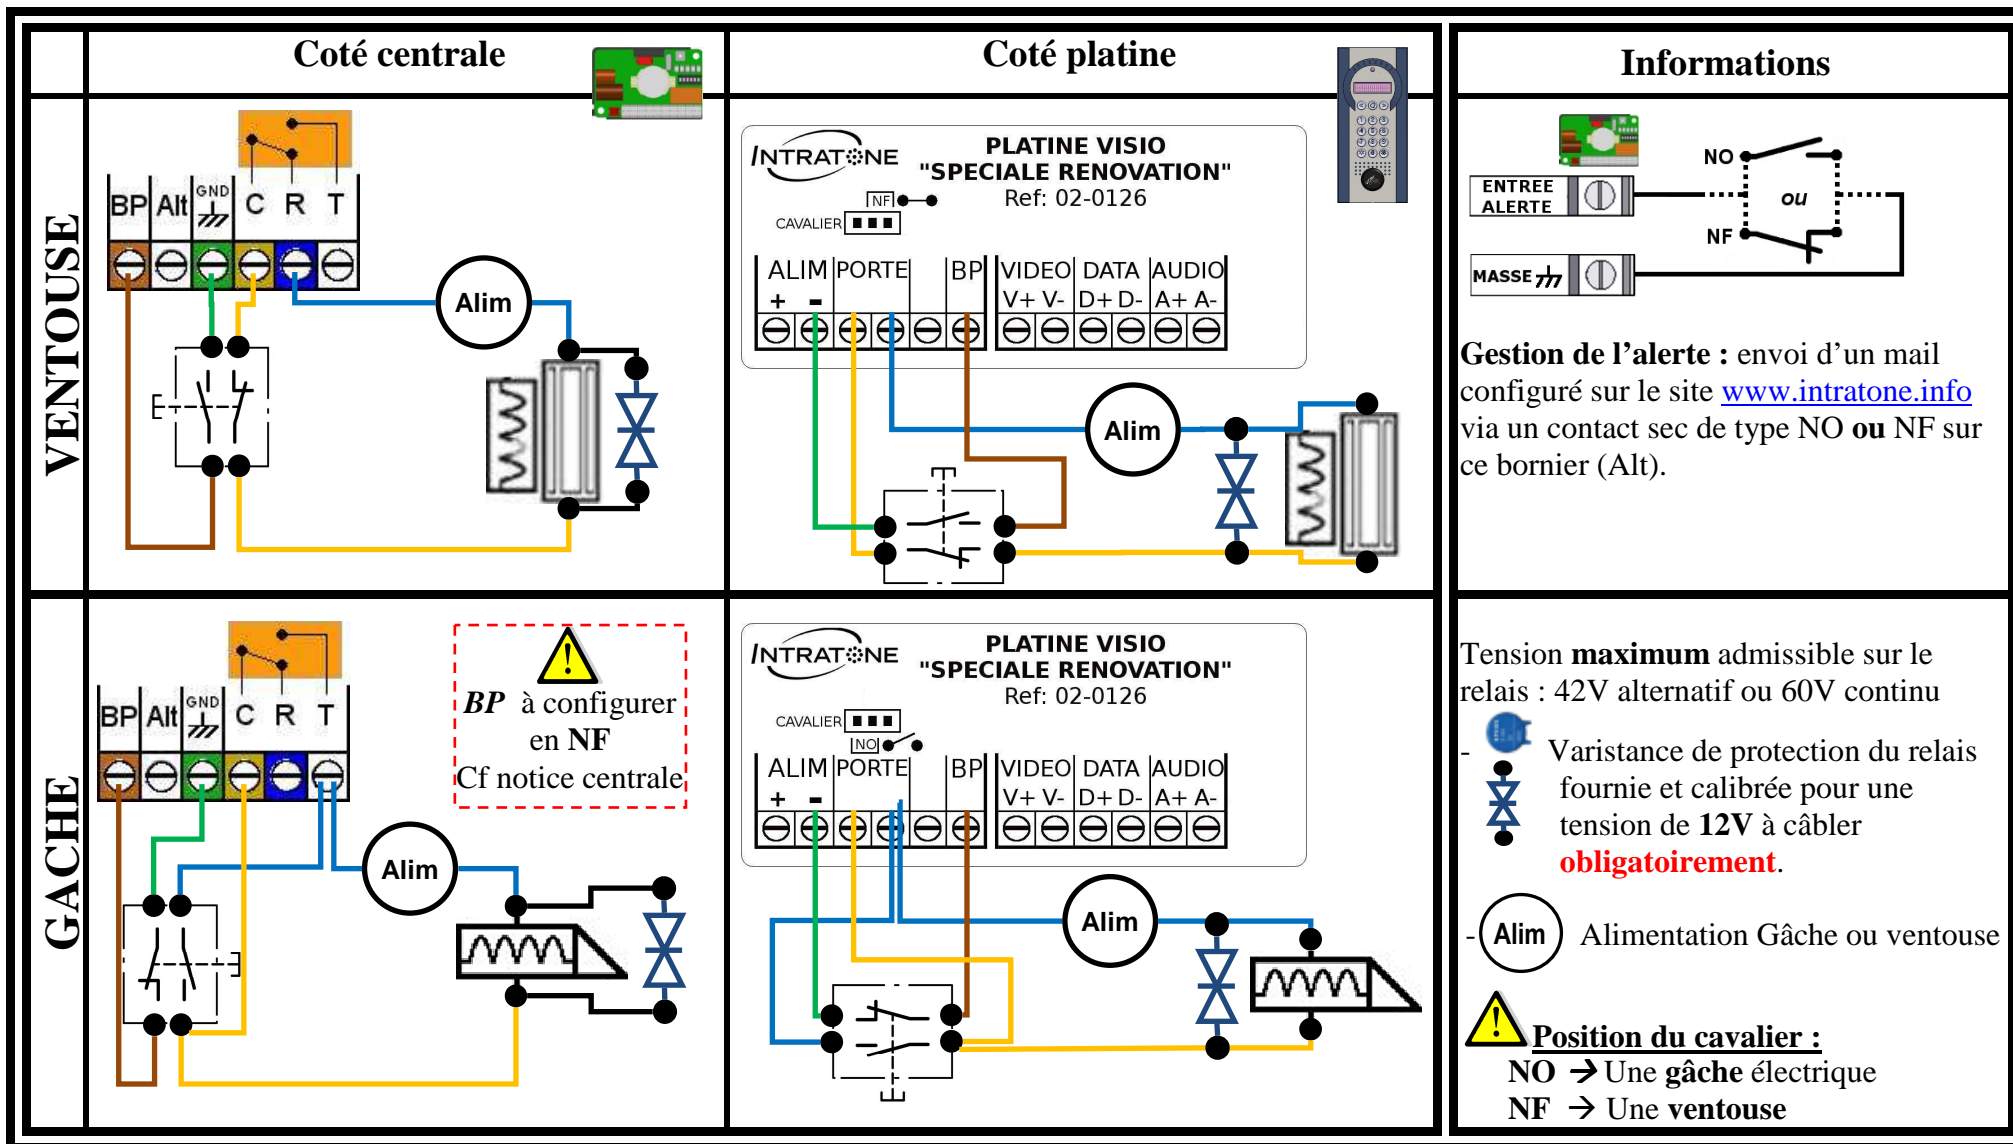 Coté centrale
Coté platine
Informations
VENTOUSE
BP Alt GND C R T
Alim
INTRATONE
PLATINE VISIO
"SPECIALE RENOVATION"
Ref: 02-0126
NF
CAVALIER
ALIM PORTE BP VIDEO DATA AUDIO
+ - V+ V- D+ D- A+ A-
Alim
NO
ENTREE
ALERTE
ou
NF
MASSE
Gestion de l'alerte : envoi d'un mail
configuré sur le site www.intratone.info
via un contact sec de type NO ou NF sur
ce bornier (Alt).
GACHE
BP Alt GND C R T
BP à configurer
en NF
Cf notice centrale
Alim
INTRATONE
PLATINE VISIO
"SPECIALE RENOVATION"
Ref: 02-0126
CAVALIER
NO
ALIM PORTE BP VIDEO DATA AUDIO
+ - V+ V- D+ D- A+ A-
Alim
Tension maximum admissible sur le
relais : 42V alternatif ou 60V continu
- Varistance de protection du relais
fournie et calibrée pour une
tension de 12V à câbler
obligatoirement.
- Alim Alimentation Gâche ou ventouse
Position du cavalier :
NO → Une gâche électrique
NF → Une ventouse